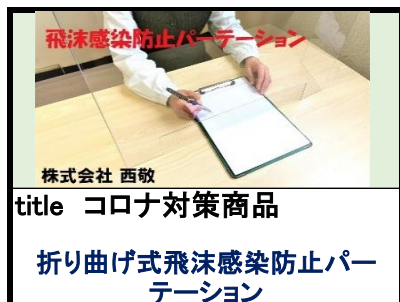 飛沫感染防止パーテーション
株式会社 西敬
title コロナ対策商品
折り曲げ式飛沫感染防止パー
テーション